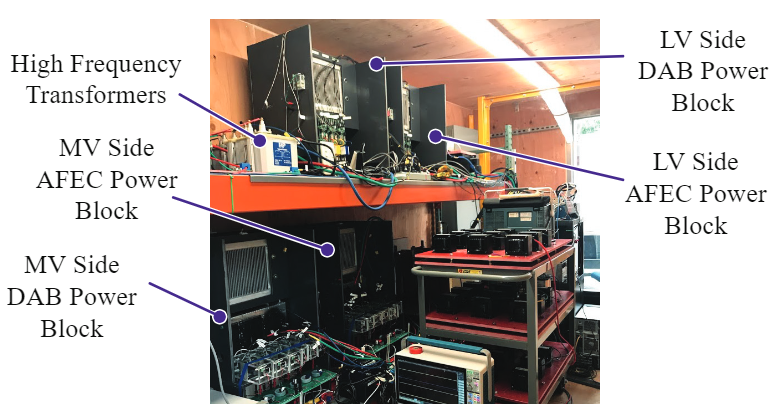 High Frequency
Transformers
MV Side
AFEC Power
Block
MV Side
DAB Power
Block
LV Side
DAB Power
Block
LV Side
AFEC Power
Block